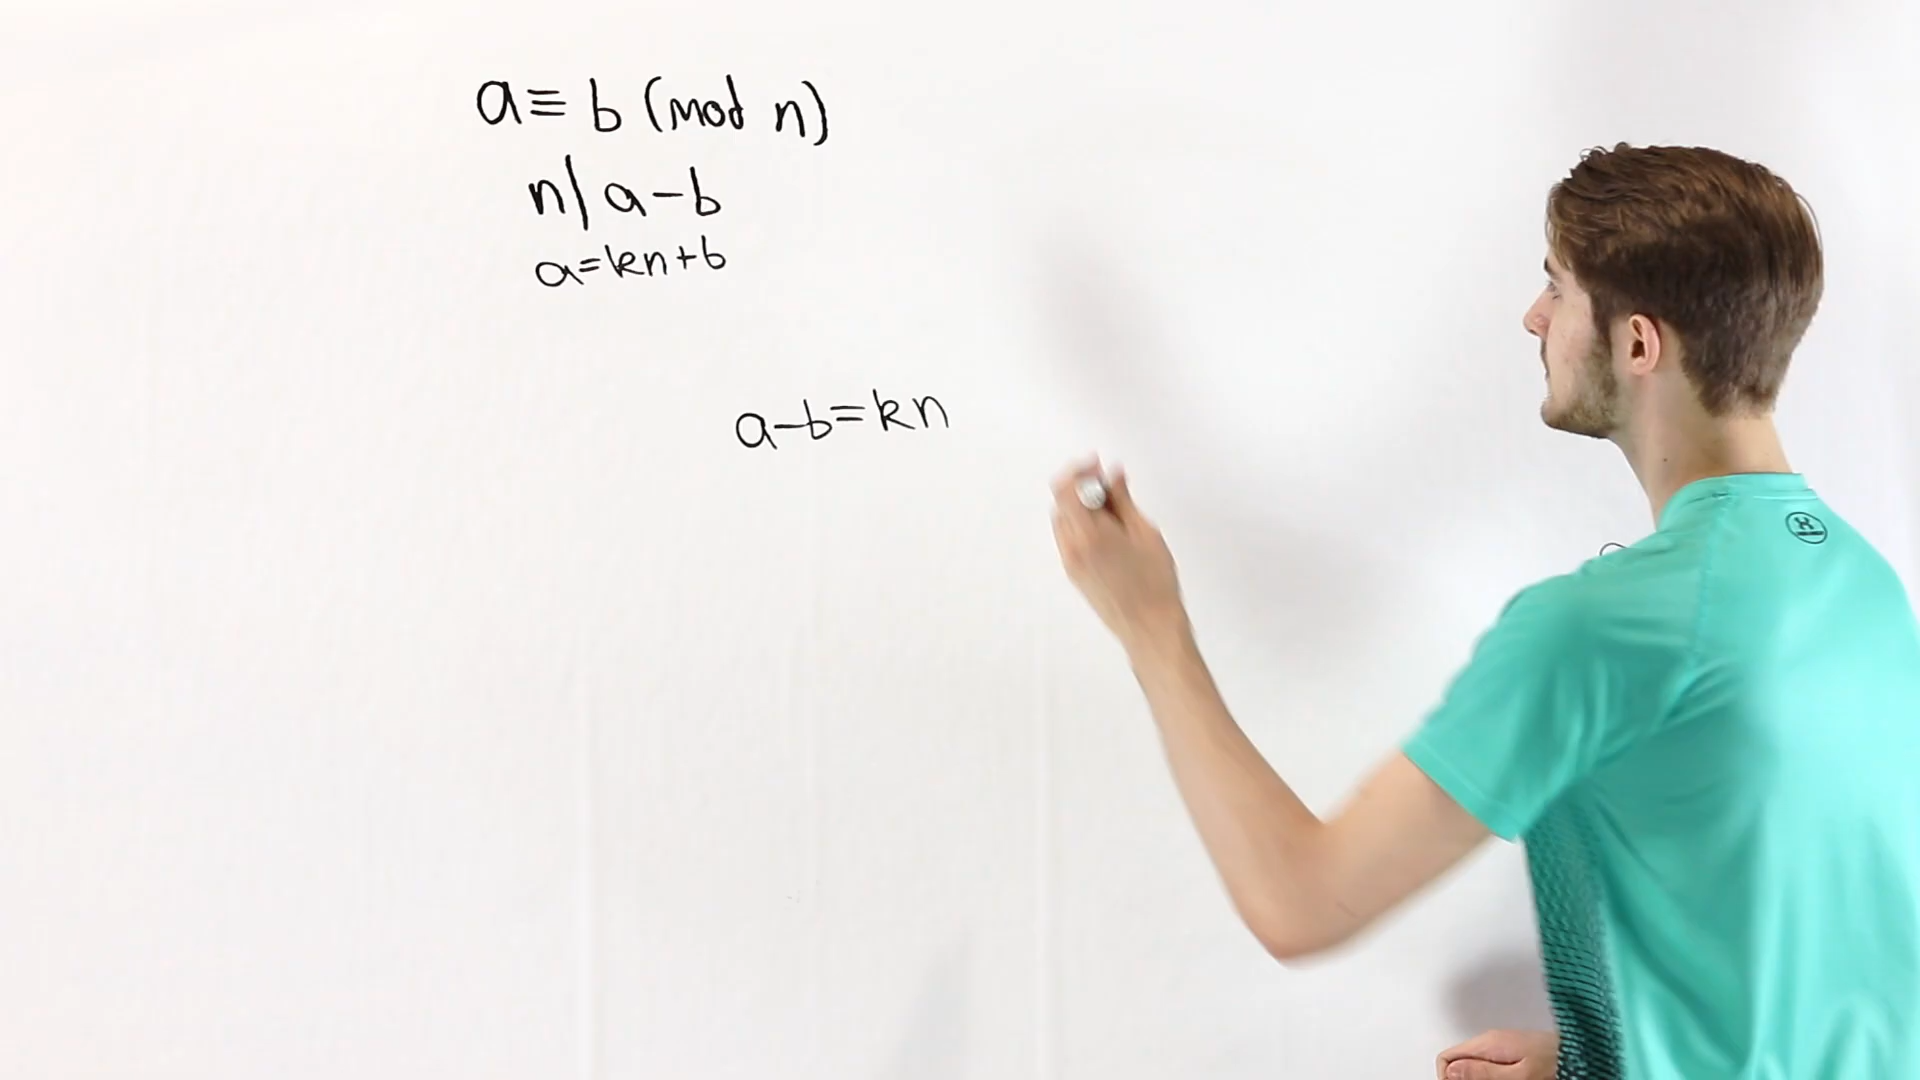 a≡ b (mod n)
n| a-b
a=kn+b
a-b=kn